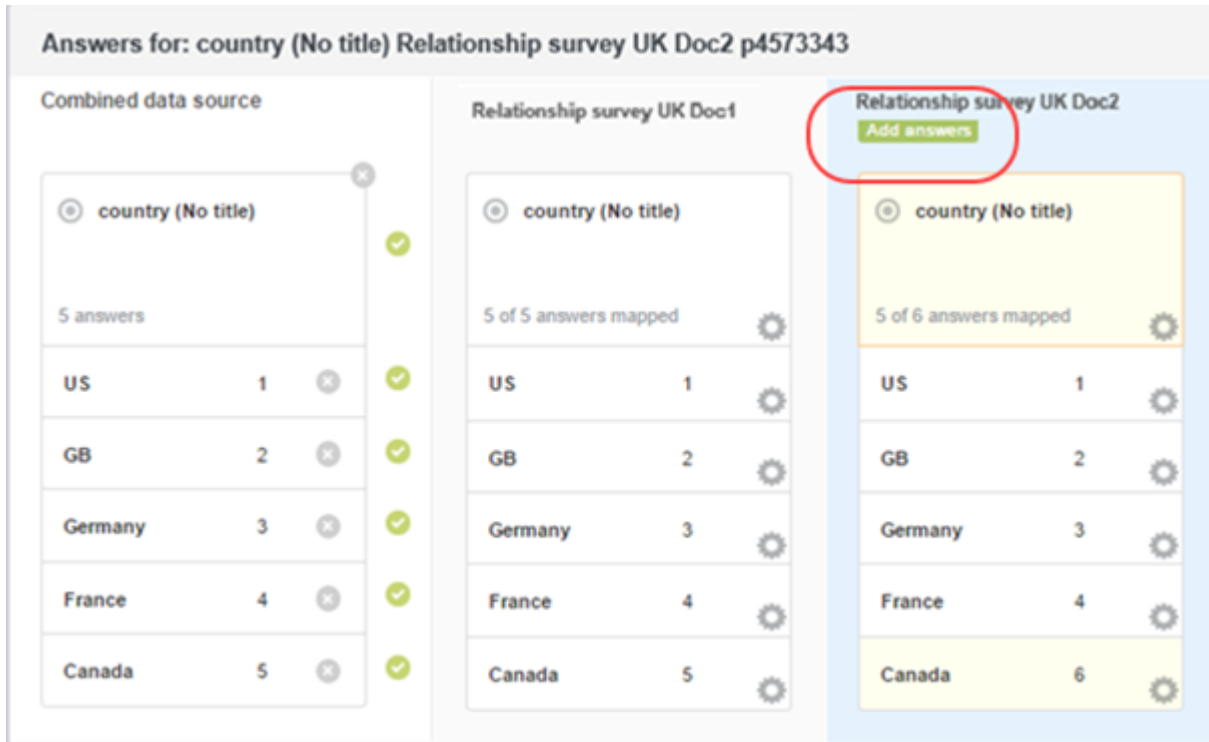 Answers for: country (No title) Relationship survey UK Doc2 p4573343
Combined data source
country (No title)
5 answers
US 1
GB 2
Germany 3
France 4
Canada 5
Relationship survey UK Doc1
country (No title)
5 of 5 answers mapped
US 1
GB 2
Germany 3
France 4
Canada 5
Relationship survey UK Doc2
Add answers
country (No title)
5 of 6 answers mapped
US 1
GB 2
Germany 3
France 4
Canada 6